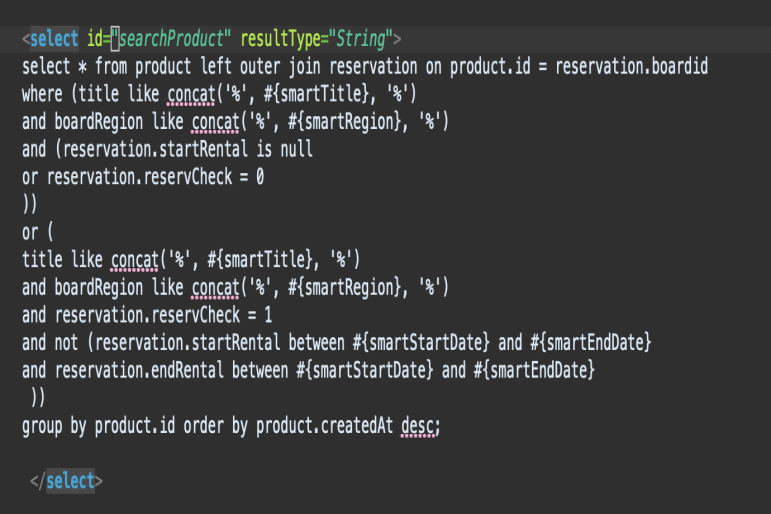 <select id="searchProduct" resultType="String">
select * from product left outer join reservation on product.id = reservation.boardid
where (title like concat('%', #{smartTitle}, '%')
and boardRegion like concat('%', #{smartRegion}, '%')
and (reservation.startRental is null
or reservation.reservCheck = 0
))
or (
title like concat('%', #{smartTitle}, '%')
and boardRegion like concat('%', #{smartRegion}, '%')
and reservation.reservCheck = 1
and not (reservation.startRental between #{smartStartDate} and #{smartEndDate}
and reservation.endRental between #{smartStartDate} and #{smartEndDate}
))
group by product.id order by product.createdAt desc;
</select>